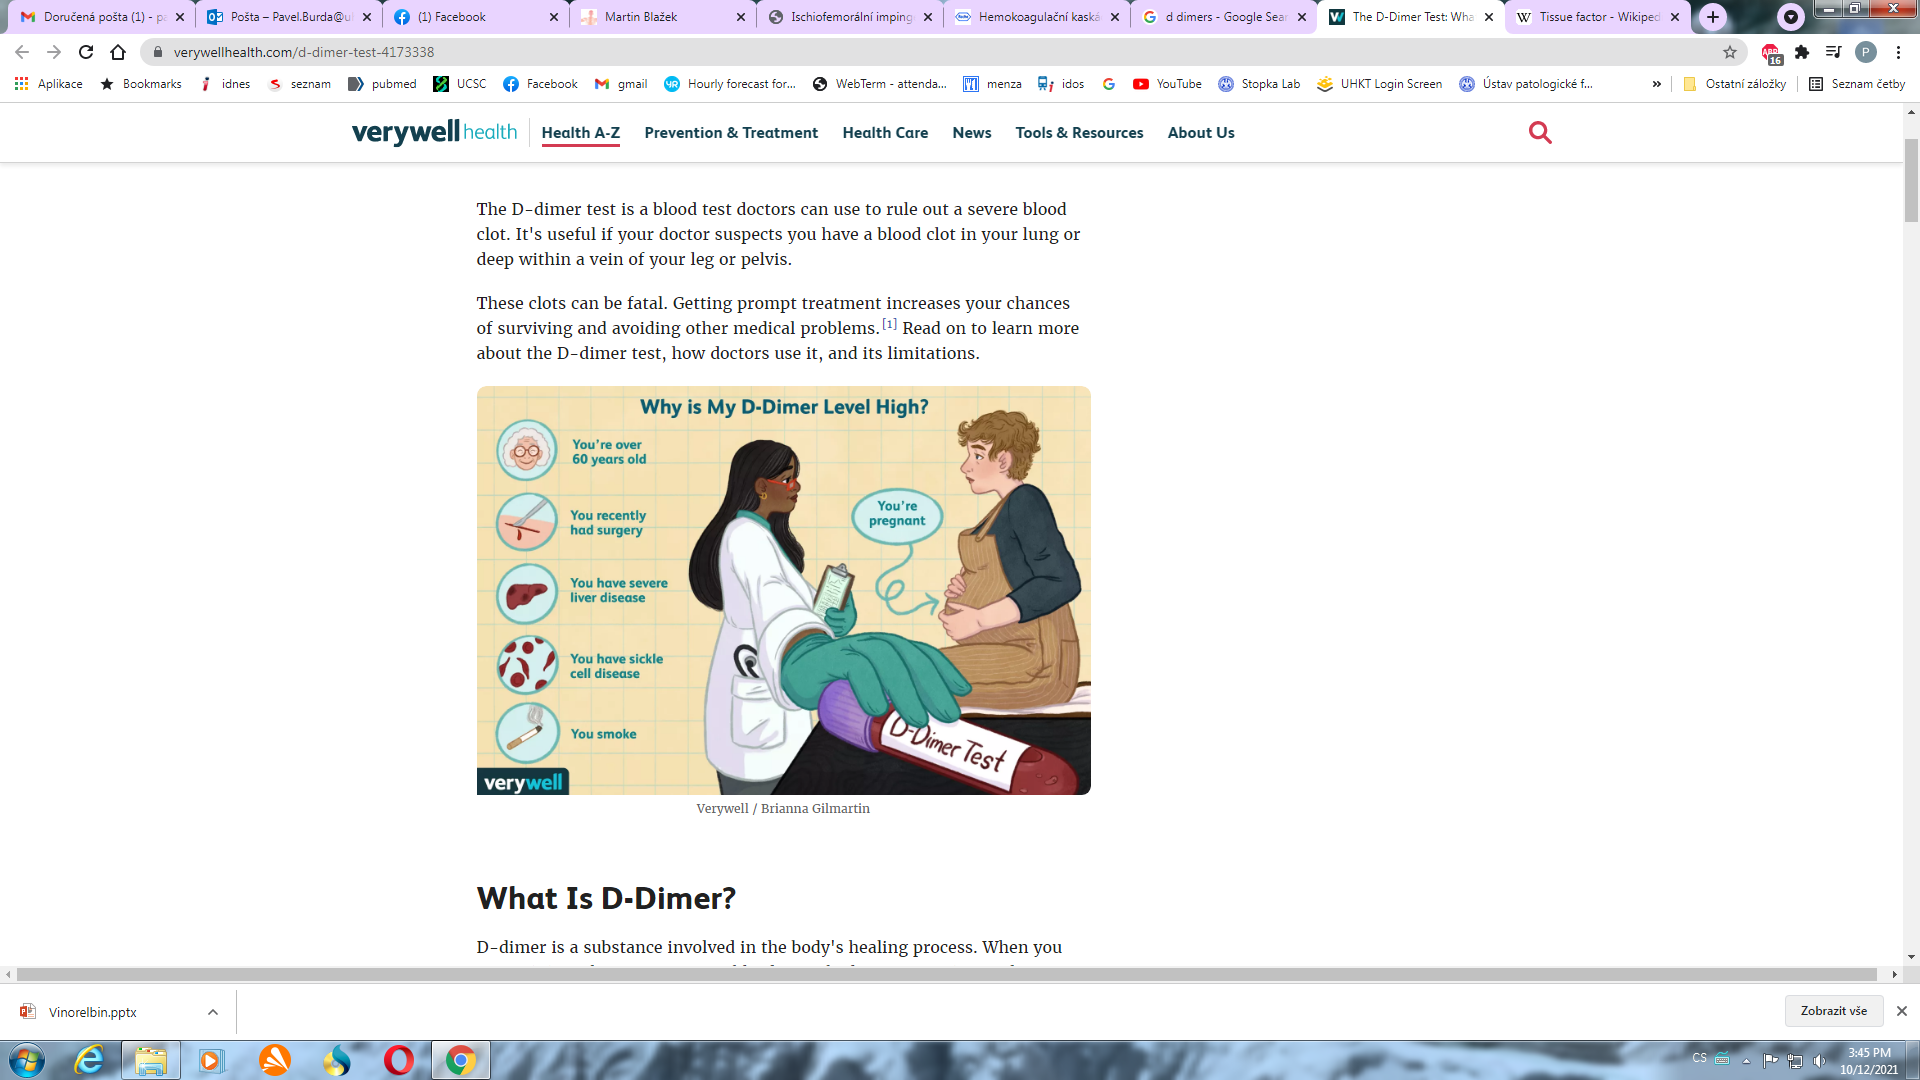 Doručená pošta (1) - pa
Pošta – Pavel.Burda@u
(1) Facebook
Martin Blažek
Ischiofemorální imping
Hemokoagulační kaská
d dimers - Google Sear
The D-Dimer Test: Wha
Tissue factor - Wikiped
verywellhealth.com/d-dimer-test-4173338
16
P
Aplikace
Bookmarks
idnes
seznam
pubmed
UCSC
Facebook
gmail
Hourly forecast for...
WebTerm - attenda...
menza
idos
YouTube
Stopka Lab
UHKT Login Screen
Ústav patologické f...
»
Ostatní záložky
Seznam četby
verywell health
Health A-Z
Prevention & Treatment
Health Care
News
Tools & Resources
About Us
The D-dimer test is a blood test doctors can use to rule out a severe blood
clot. It's useful if your doctor suspects you have a blood clot in your lung or
deep within a vein of your leg or pelvis.
These clots can be fatal. Getting prompt treatment increases your chances
of surviving and avoiding other medical problems.[1] Read on to learn more
about the D-dimer test, how doctors use it, and its limitations.
Why is My D-Dimer Level High?
You're over
60 years old
You recently
had surgery
You have severe
liver disease
You have sickle
cell disease
You smoke
You're
pregnant
D-Dimer Test
verywell
Verywell / Brianna Gilmartin
What Is D-Dimer?
D-dimer is a substance involved in the body's healing process. When you
Vinorelbin.pptx
Zobrazit vše
CS
3:45 PM
10/12/2021